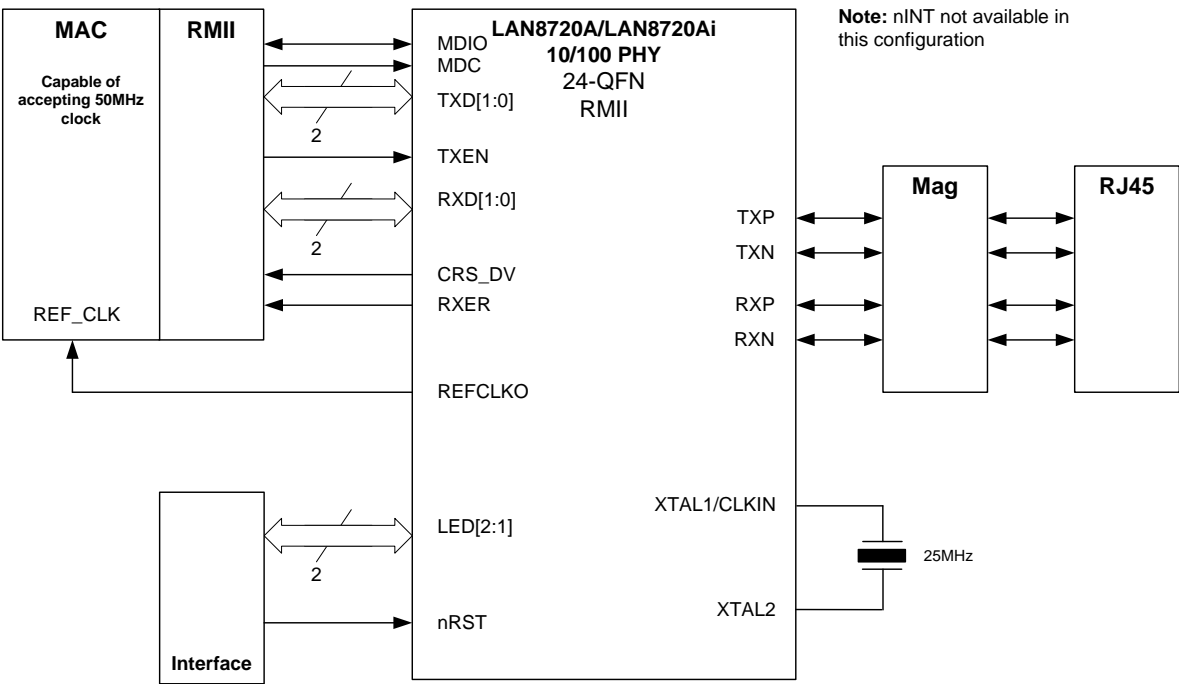 MAC
RMII
Capable of
accepting 50MHz
clock
REF_CLK
LAN8720A/LAN8720Ai
10/100 PHY
24-QFN
RMII
MDIO
MDC
TXD[1:0]
2
TXEN
RXD[1:0]
2
CRS_DV
RXER
REFCLKO
LED[2:1]
2
nRST
Interface
TXP
TXN
RXP
RXN
XTAL1/CLKIN
XTAL2
25MHz
Mag
RJ45
Note: nINT not available in
this configuration